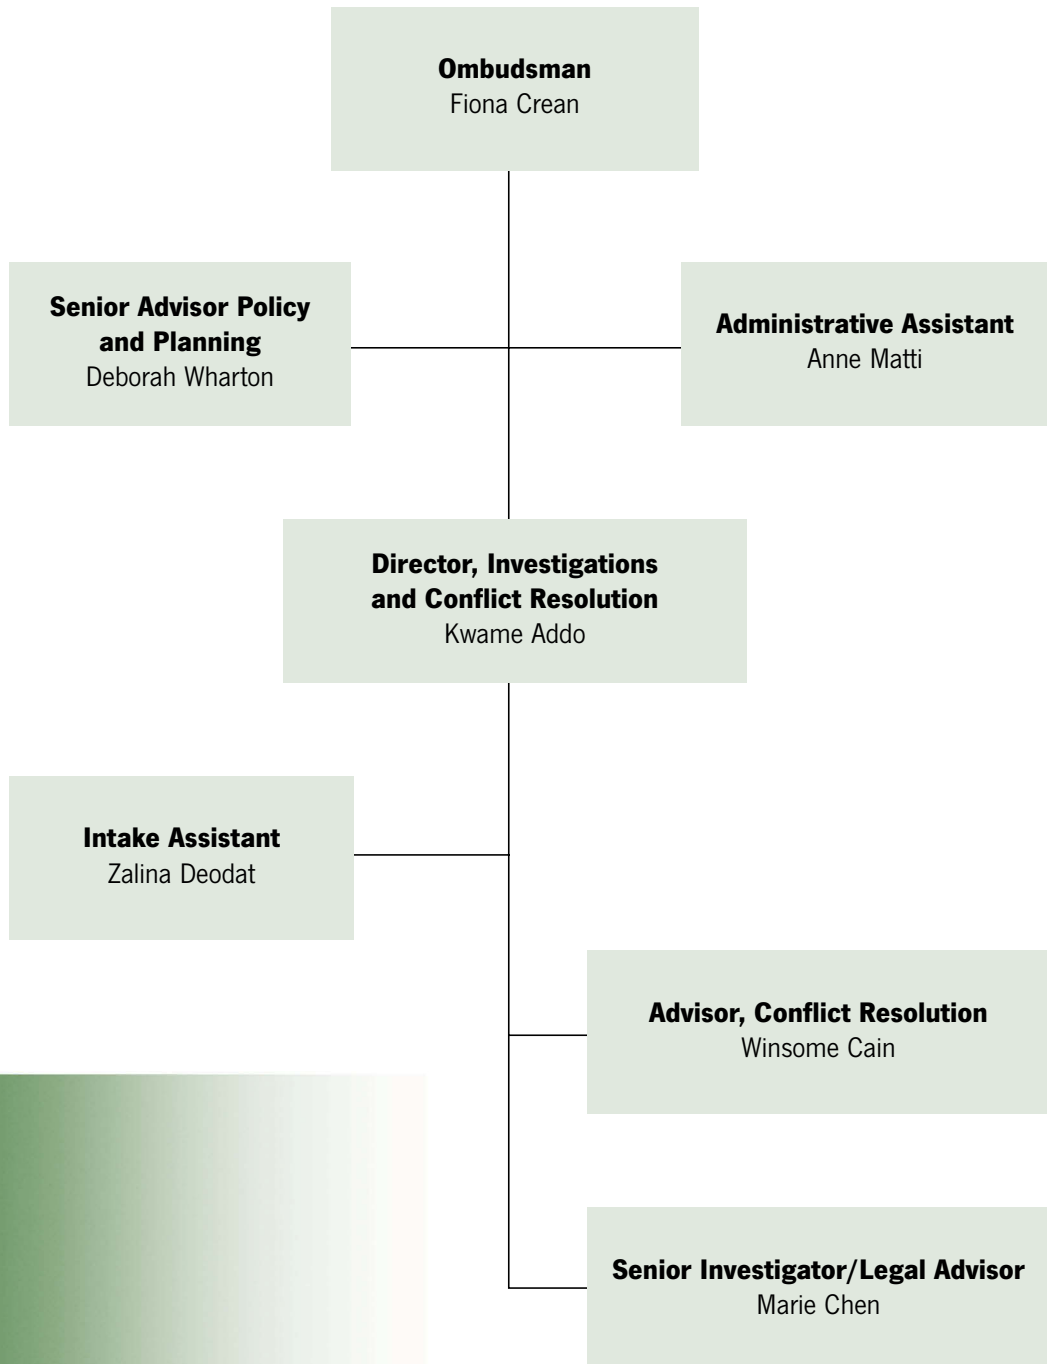 Ombudsman
Fiona Crean
Senior Advisor Policy
and Planning
Deborah Wharton
Administrative Assistant
Anne Matti
Director, Investigations
and Conflict Resolution
Kwame Addo
Intake Assistant
Zalina Deodat
Advisor, Conflict Resolution
Winsome Cain
Senior Investigator/Legal Advisor
Marie Chen